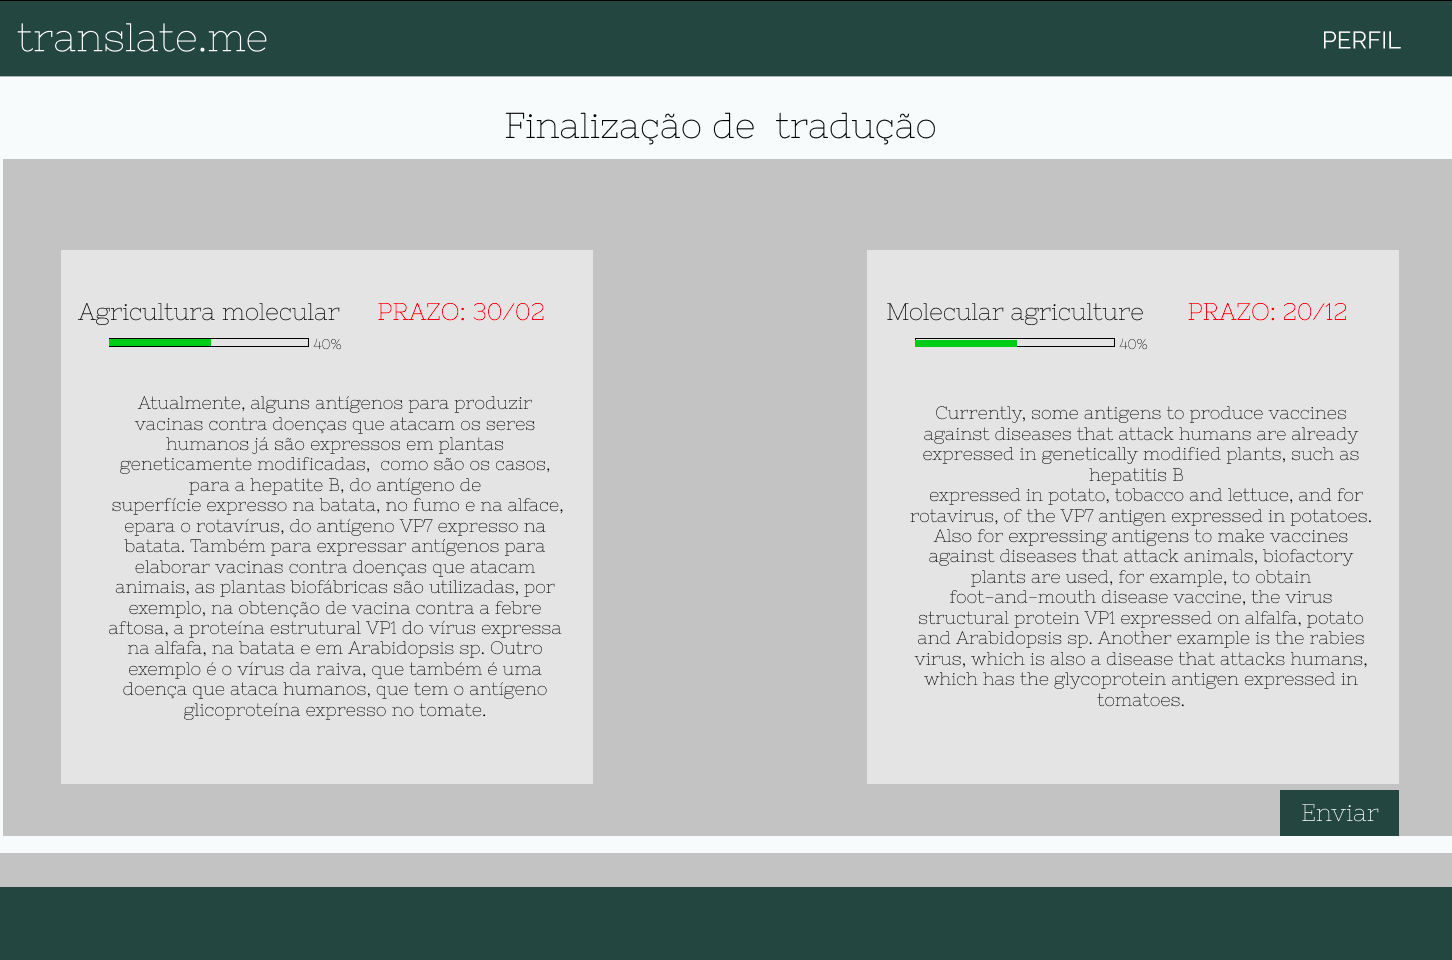 translate.me
PERFIL
Finalização de  tradução
Agricultura molecular
PRAZO: 30/02
40%
Atualmente, alguns antígenos para produzir
vacinas contra doenças que atacam os seres
humanos já são expressos em plantas
geneticamente modificadas,  como são os casos,
para a hepatite B, do antígeno de
superfície expresso na batata, no fumo e na alface,
epara o rotavírus, do antígeno VP7 expresso na
batata. Também para expressar antígenos para
elaborar vacinas contra doenças que atacam
animais, as plantas biofábricas são utilizadas, por
exemplo, na obtenção de vacina contra a febre
aftosa, a proteína estrutural VP1 do vírus expressa
na alfafa, na batata e em Arabidopsis sp. Outro
exemplo é o vírus da raiva, que também é uma
doença que ataca humanos, que tem o antígeno
glicoproteína expresso no tomate.
Molecular agriculture
PRAZO: 20/12
40%
Currently, some antigens to produce vaccines
against diseases that attack humans are already
expressed in genetically modified plants, such as
hepatitis B
expressed in potato, tobacco and lettuce, and for
rotavirus, of the VP7 antigen expressed in potatoes.
Also for expressing antigens to make vaccines
against diseases that attack animals, biofactory
plants are used, for example, to obtain
foot-and-mouth disease vaccine, the virus
structural protein VP1 expressed on alfalfa, potato
and Arabidopsis sp. Another example is the rabies
virus, which is also a disease that attacks humans,
which has the glycoprotein antigen expressed in
tomatoes.
Enviar